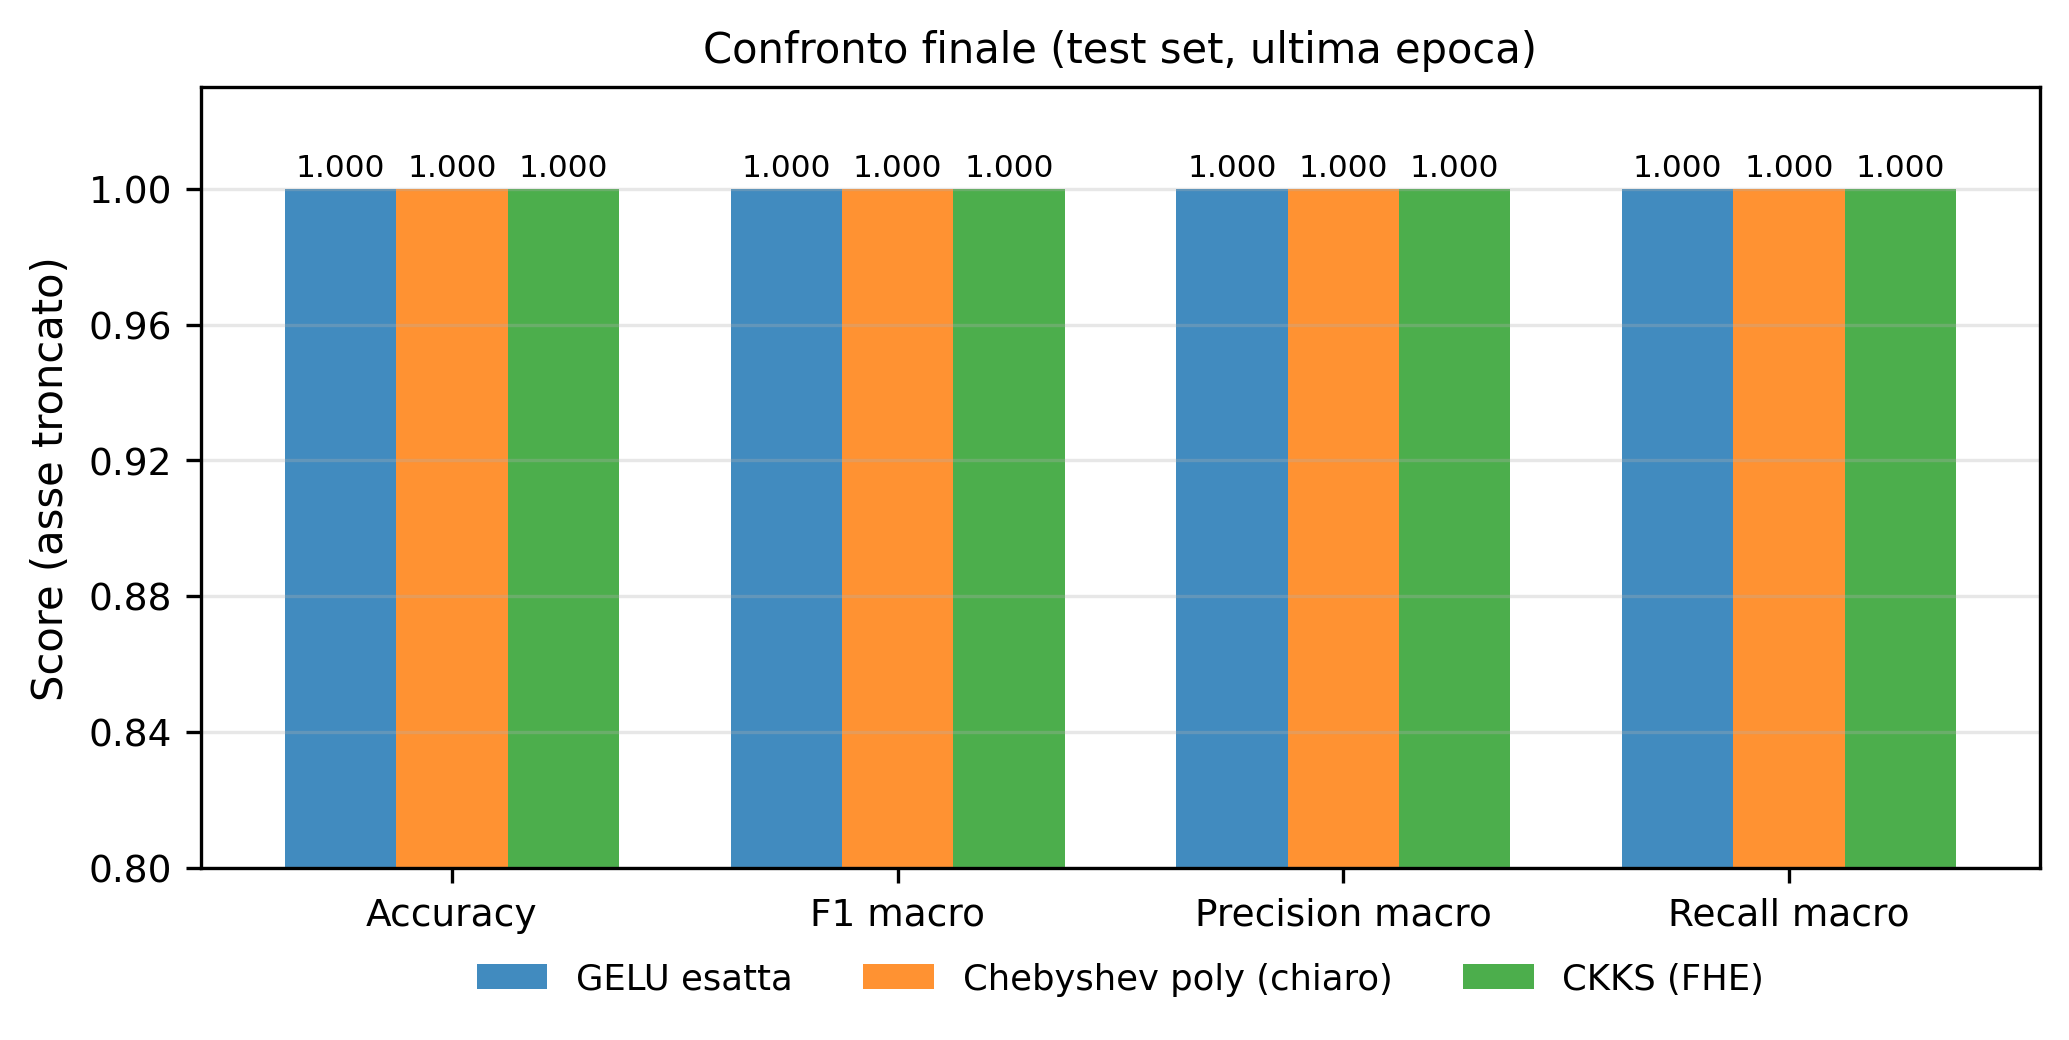 Confronto finale (test set, ultima epoca)
Score (asse troncato)
1.00
0.96
0.92
0.88
0.84
0.80
1.000 1.000 1.000 1.000 1.000 1.000 1.000 1.000 1.000 1.000 1.000 1.000
Accuracy F1 macro Precision macro Recall macro
GELU esatta Chebyshev poly (chiaro) CKKS (FHE)